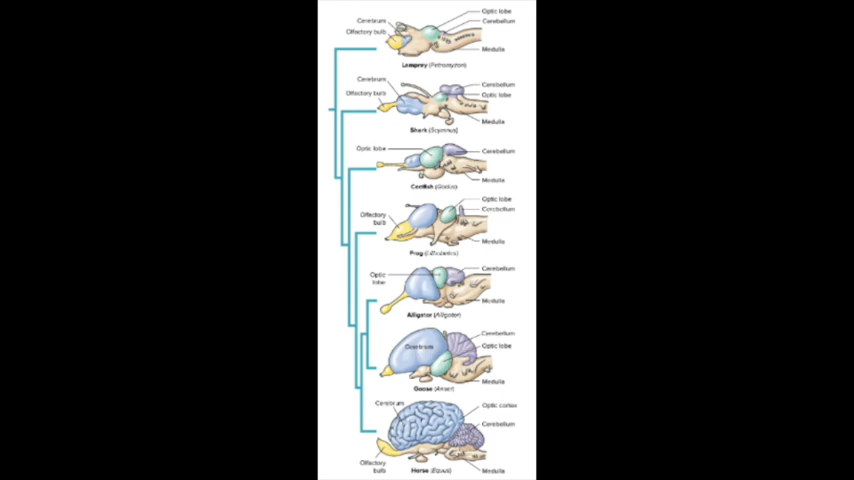 Optic lobe
Cerebrum
Cerebellum
Olfactory bulb
Medulla
Lamprey (Petromyzon)
Cerebrum
Cerebellum
Olfactory bulb
Optic lobe
Medulla
Shark (Scymnus)
Optic lobe
Cerebellum
Medulla
Codfish (Gadus)
Optic lobe
Cerebellum
Olfactory
bulb
Medulla
Frog
Cerebellum
Optic
lobe
Medulla
Alligator (Alligator)
Cerebellum
Cerebrum
Optic lobe
Medulla
Goose (Anser)
Cerebrum
Optic cortex
Cerebellum
Olfactory
bulb
Medulla
Horse (Equus)